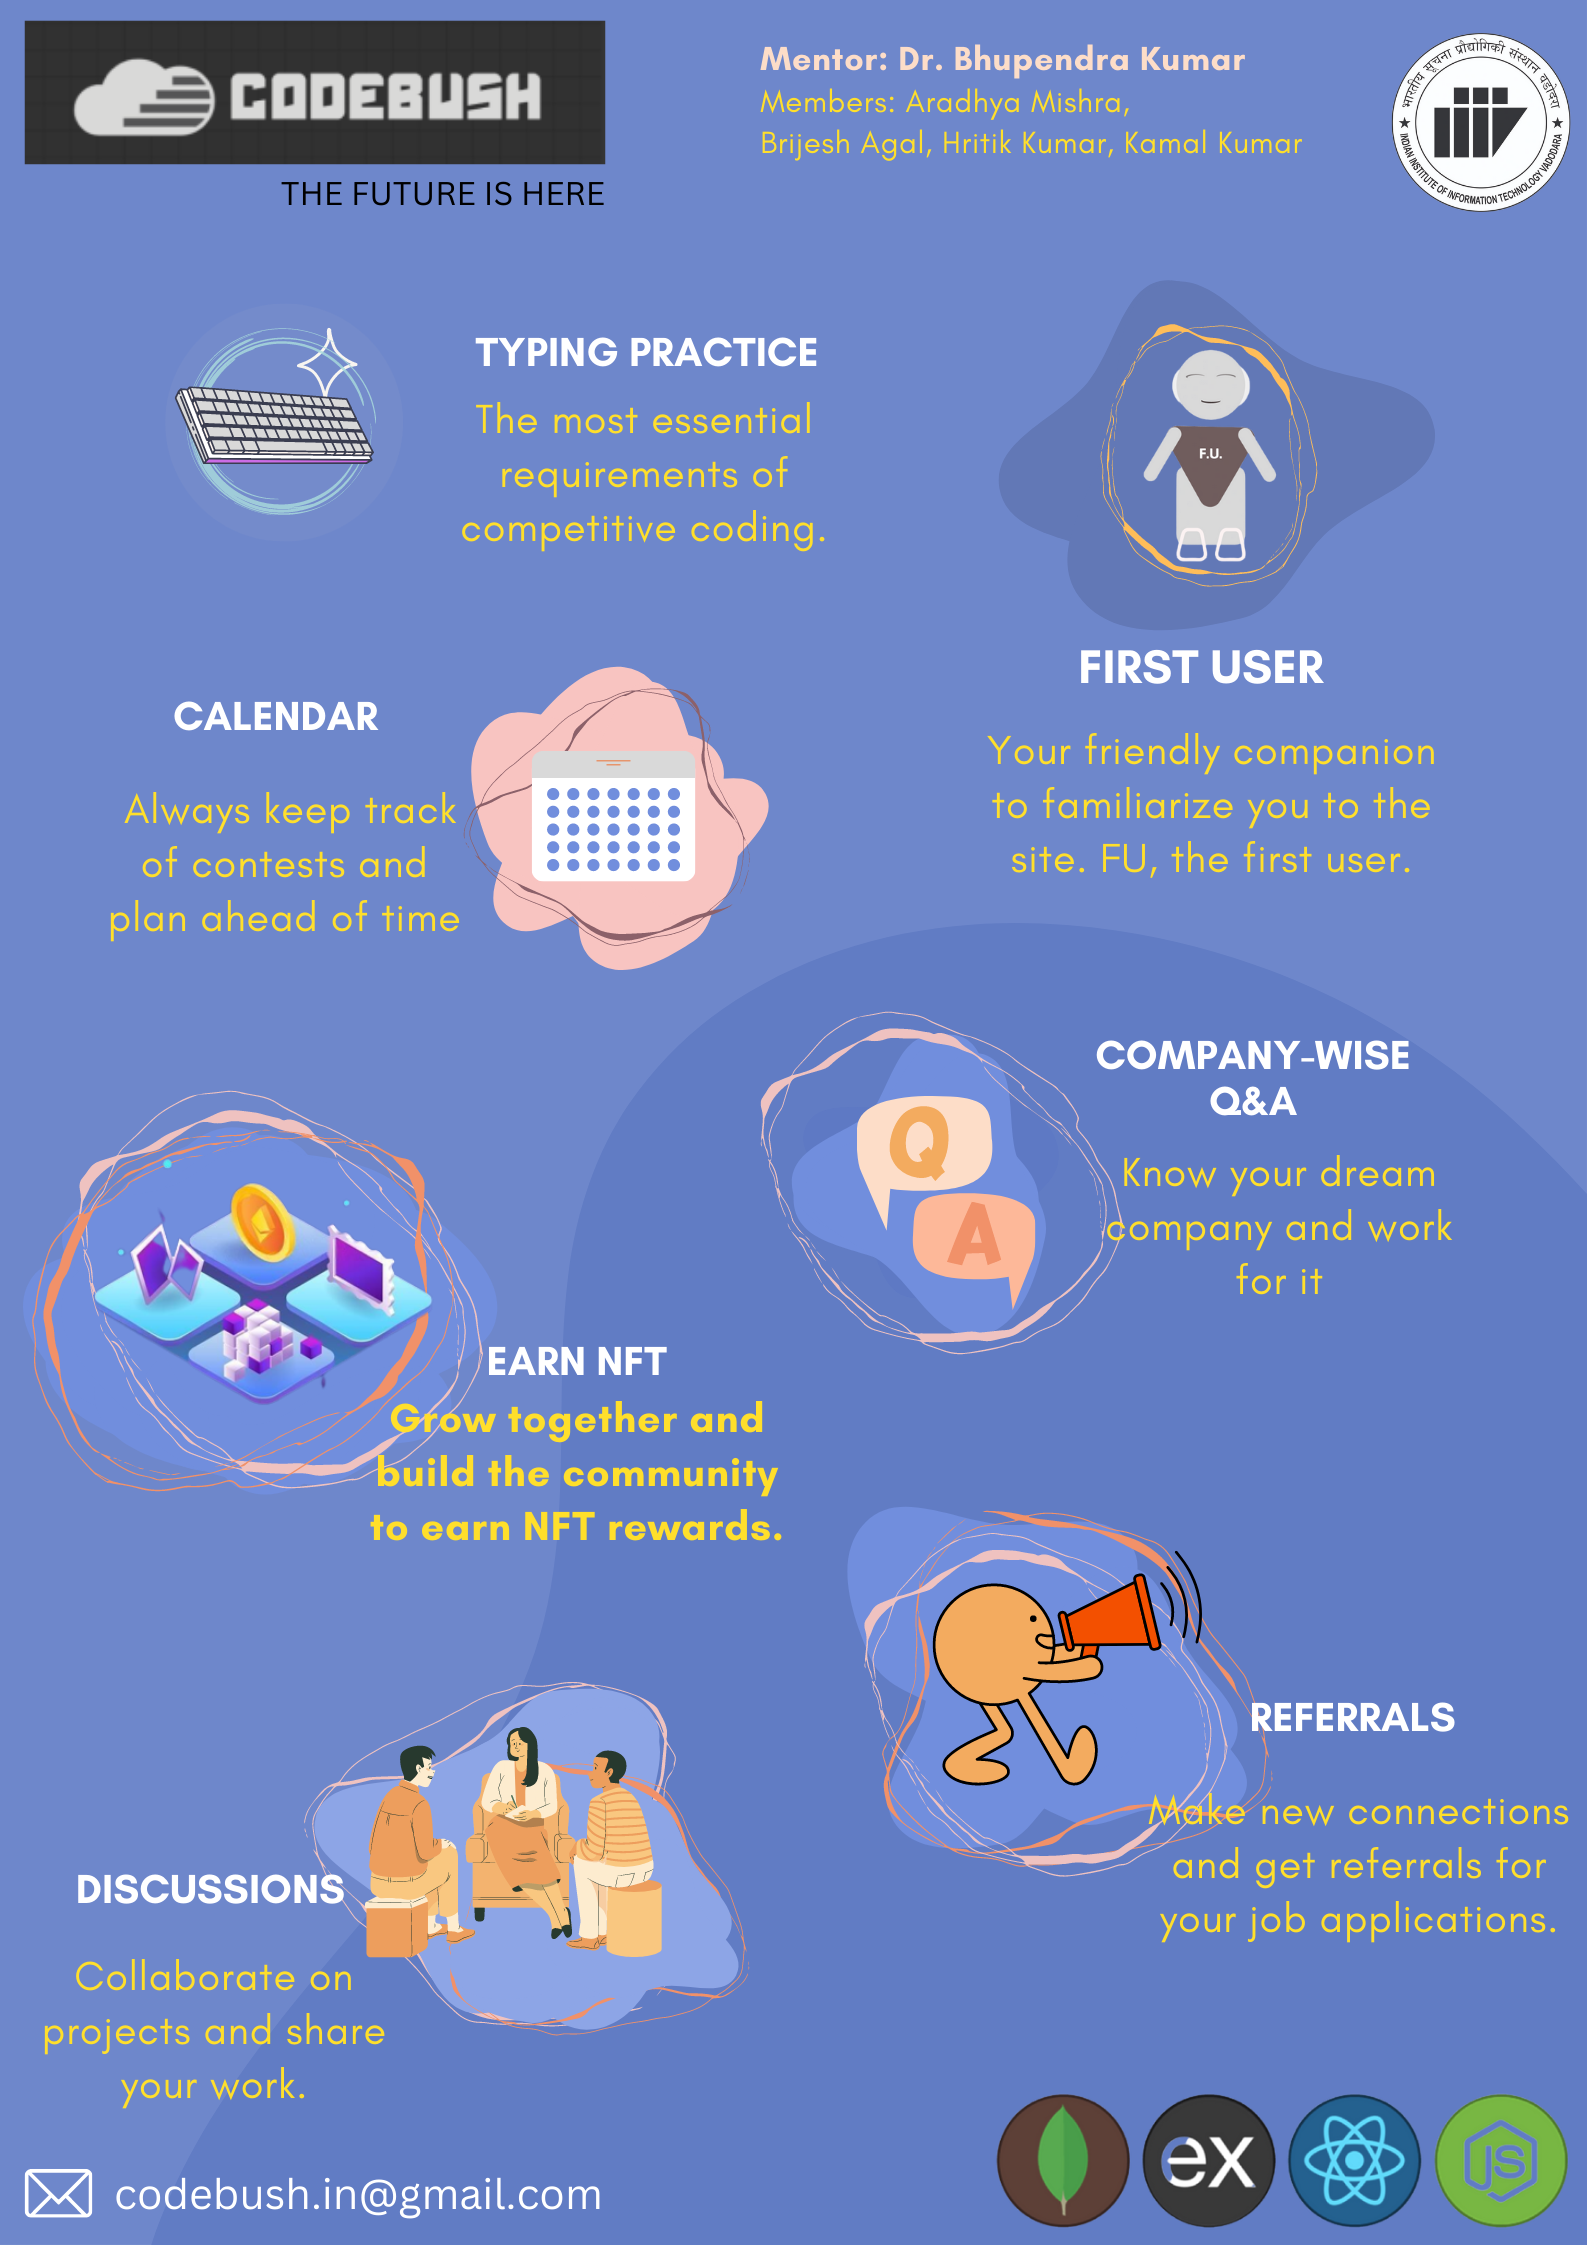 CODEBUSH
THE FUTURE IS HERE
Mentor: Dr. Bhupendra Kumar
Members: Aradhya Mishra,
Brijesh Agal, Hritik Kumar, Kamal Kumar
भारतीय सूचना प्रौद्योगिकी संस्थान वडोदरा
★ INDIAN INSTITUTE OF INFORMATION TECHNOLOGY VADODARA ★
TYPING PRACTICE
The most essential
requirements of
competitive coding.
F.U.
FIRST USER
Your friendly companion
to familiarize you to the
site. FU, the first user.
CALENDAR
Always keep track
of contests and
plan ahead of time
Q
A
COMPANY-WISE
Q&A
Know your dream
company and work
for it
EARN NFT
Grow together and
build the community
to earn NFT rewards.
REFERRALS
Make new connections
and get referrals for
your job applications.
DISCUSSIONS
Collaborate on
projects and share
your work.
codebush.in@gmail.com
ex
JS